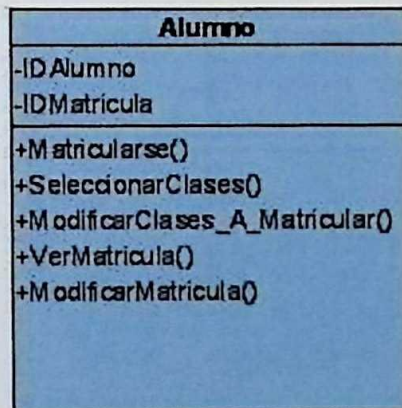 Alumno
-IDAlumno
-IDMatricula
+Matricularse()
+SeleccionarClases()
+ModificarClases_A_Matricular()
+VerMatricula()
+ModificarMatricula()